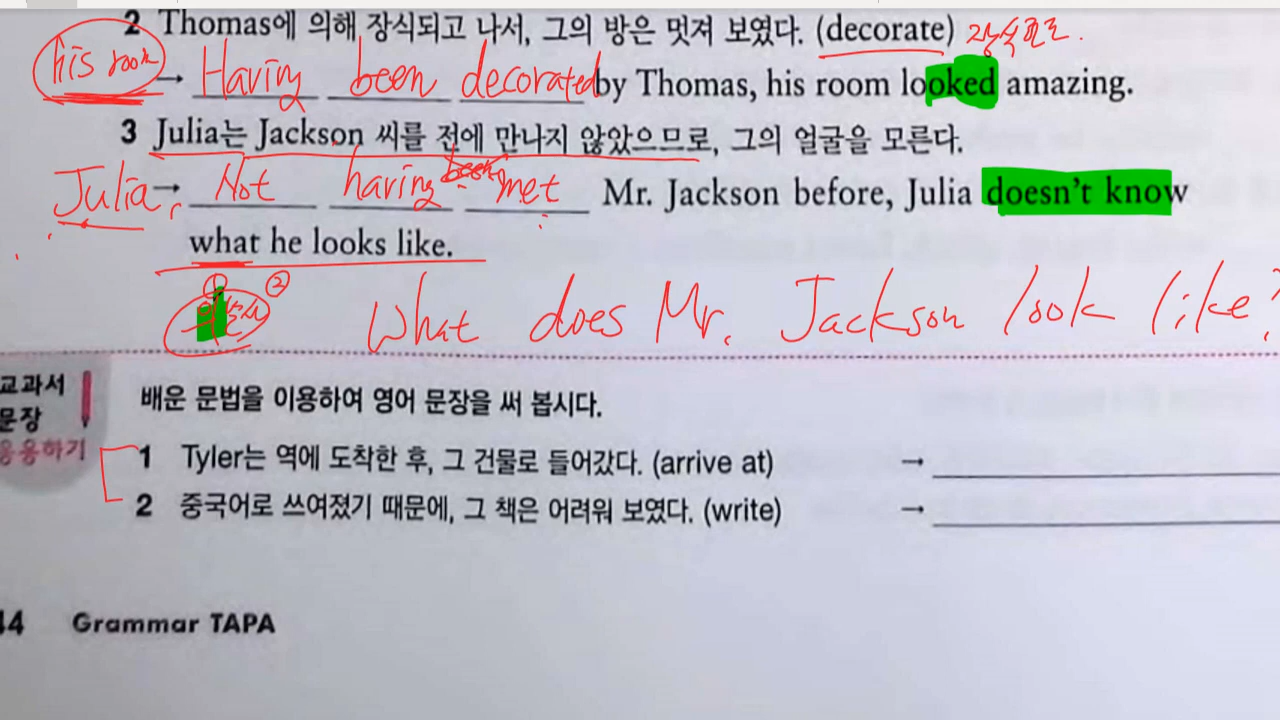 2 Thomas에 의해 장식되고 나서, 그의 방은 멋져 보였다. (decorate) 장식하다.
his room → Having been decorated by Thomas, his room looked amazing.
3 Julia는 Jackson 씨를 전에 만나지 않았으므로, 그의 얼굴을 모른다.
Julia → Not having been met Mr. Jackson before, Julia doesn't know
what he looks like.
① ②
What does Mr. Jackson look like?
교과서
문장
응용하기
배운 문법을 이용하여 영어 문장을 써 봅시다.
1 Tyler는 역에 도착한 후, 그 건물로 들어갔다. (arrive at) →
2 중국어로 쓰여졌기 때문에, 그 책은 어려워 보였다. (write) →
44 Grammar TAPA